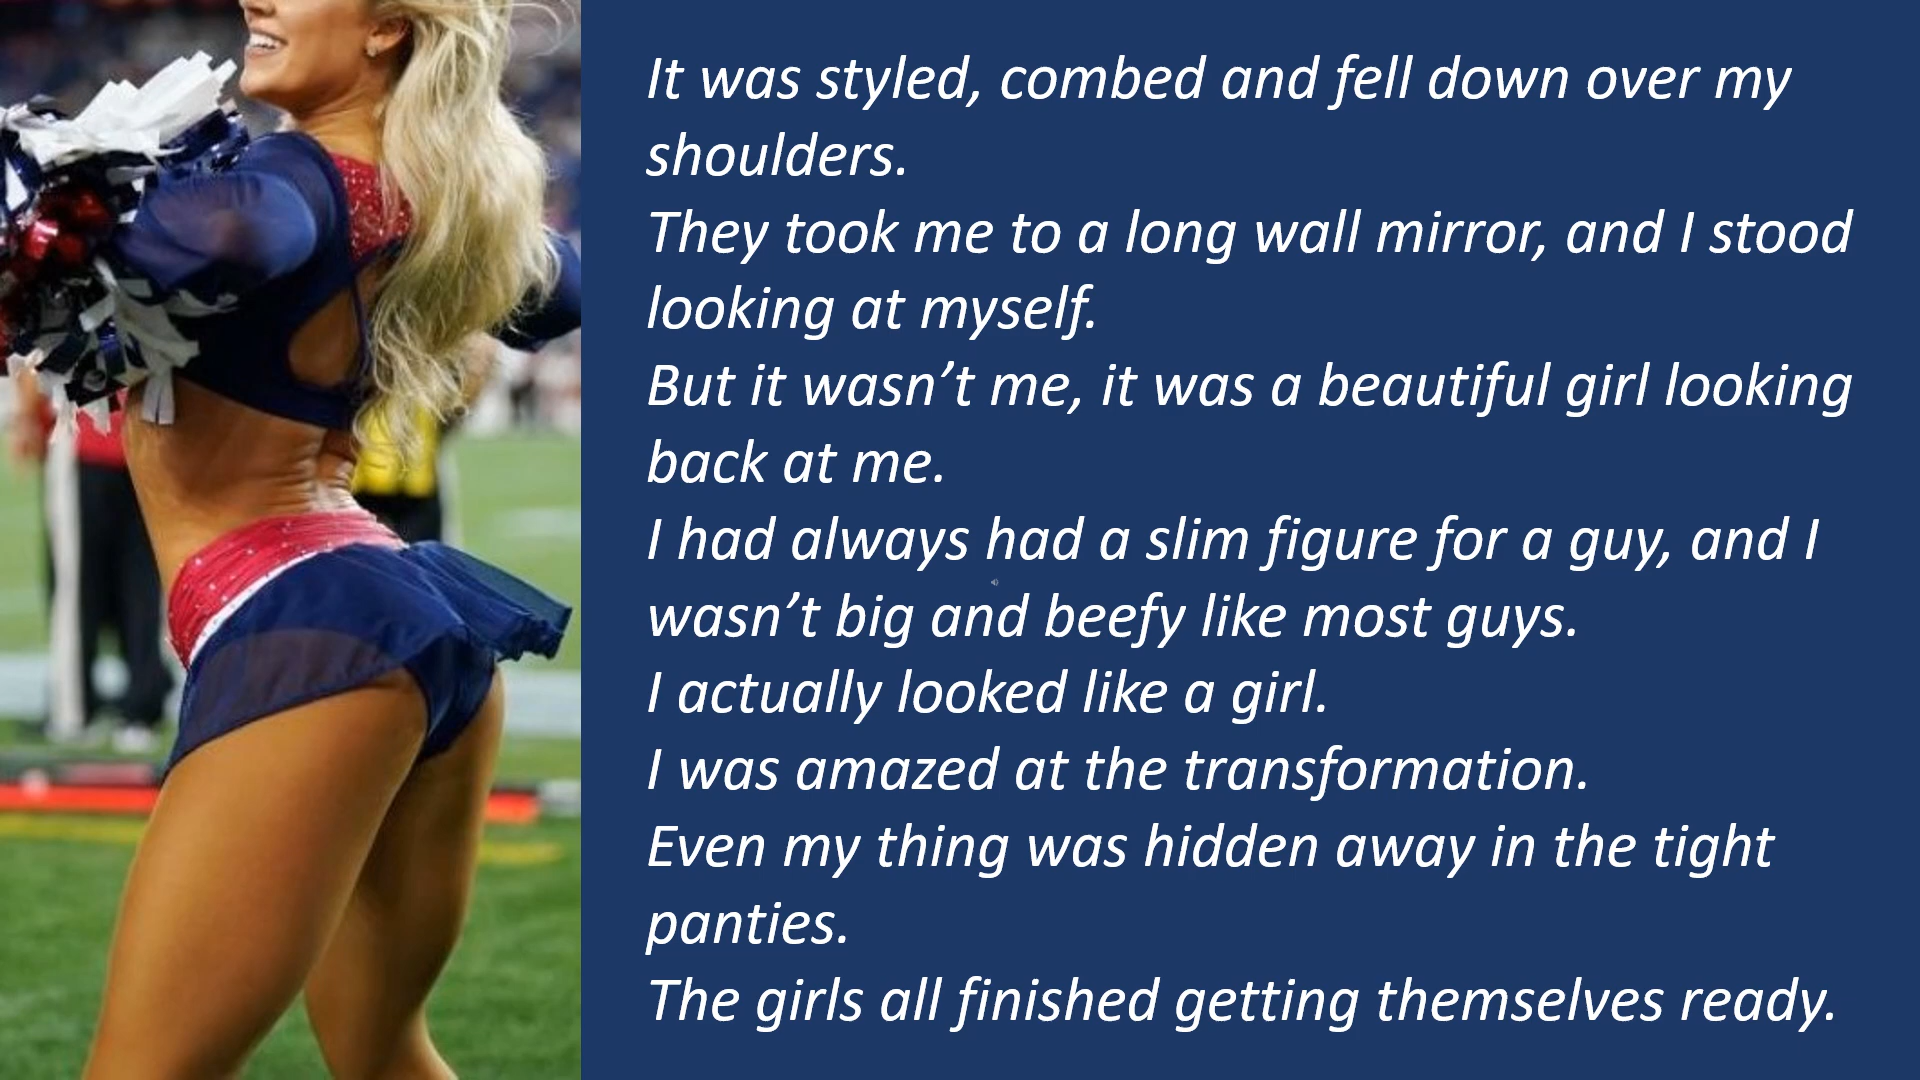 It was styled, combed and fell down over my
shoulders.
They took me to a long wall mirror, and I stood
looking at myself.
But it wasn’t me, it was a beautiful girl looking
back at me.
I had always had a slim figure for a guy, and I
wasn’t big and beefy like most guys.
I actually looked like a girl.
I was amazed at the transformation.
Even my thing was hidden away in the tight
panties.
The girls all finished getting themselves ready.